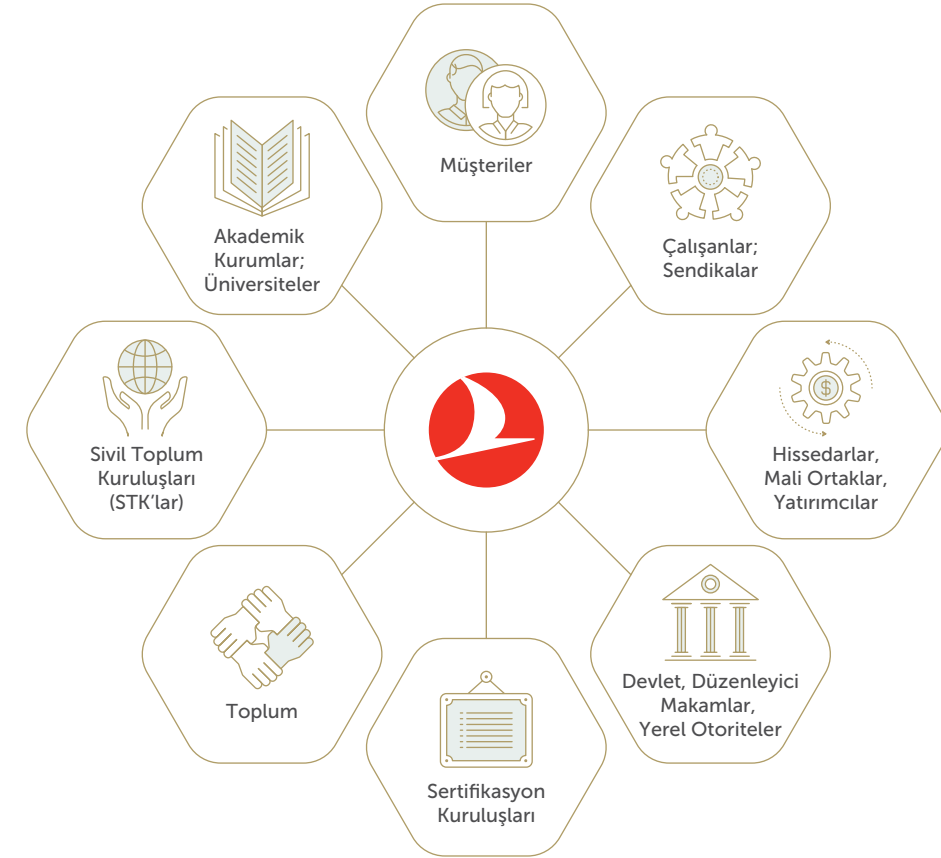 Müşteriler
Çalışanlar;
Sendikalar
Hissedarlar,
Mali Ortaklar,
Yatırımcılar
Devlet, Düzenleyici
Makamlar,
Yerel Otoriteler
Sertifikasyon
Kuruluşları
Toplum
Sivil Toplum
Kuruluşları
(STK’lar)
Akademik
Kurumlar;
Üniversiteler
$